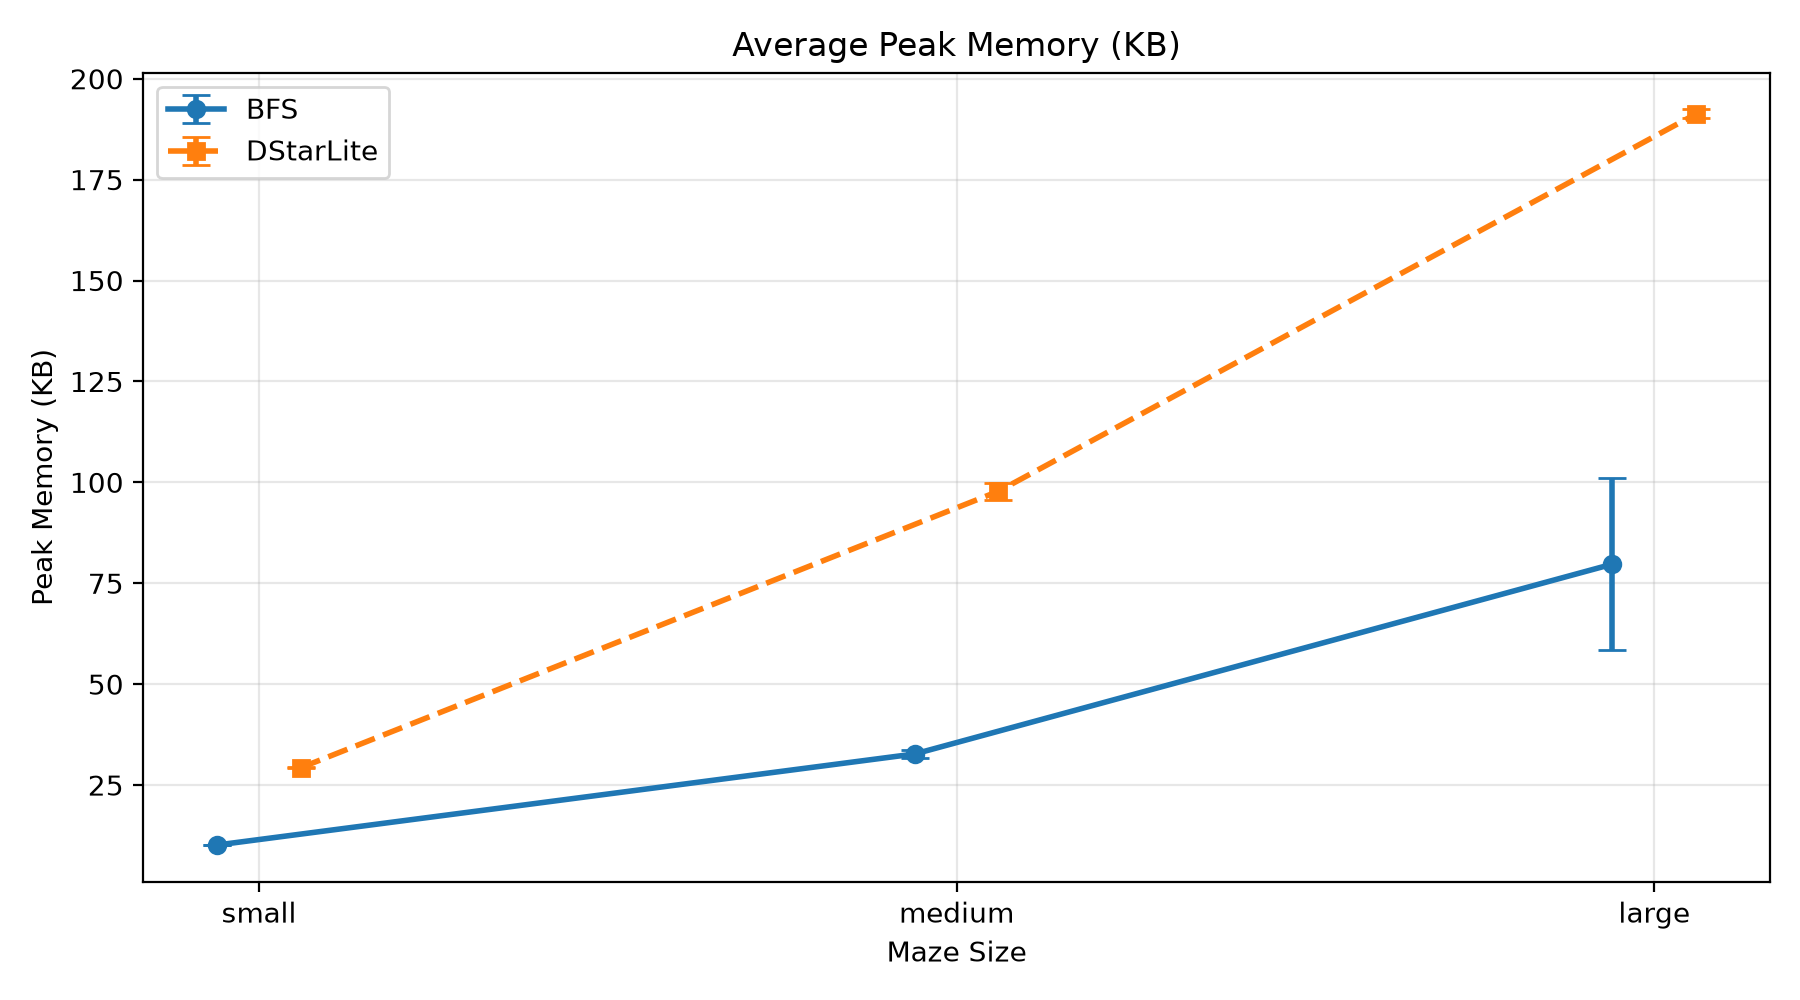 Average Peak Memory (KB)
BFS
DStarLite
200
175
150
125
100
75
50
25
Peak Memory (KB)
small
medium
large
Maze Size